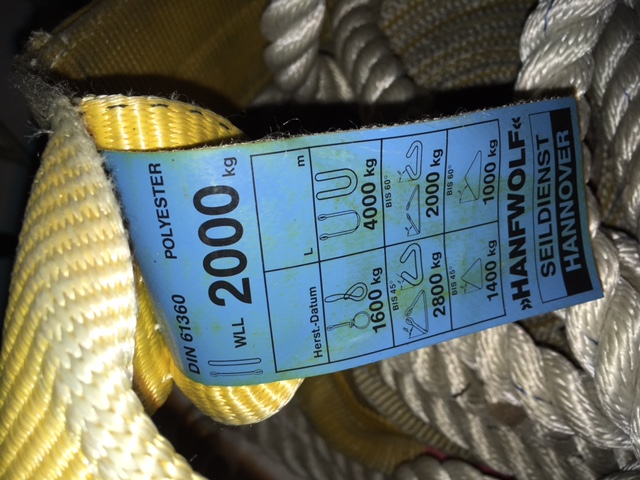 DIN 61360 POLYESTER
WLL 2000 kg
Herst.-Datum L m
1600 kg 4000 kg
BIS 45° BIS 60°
2800 kg 2000 kg
BIS 45° BIS 60°
1400 kg 1000 kg
»HANFWOLF«
SEILDIENST
HANNOVER